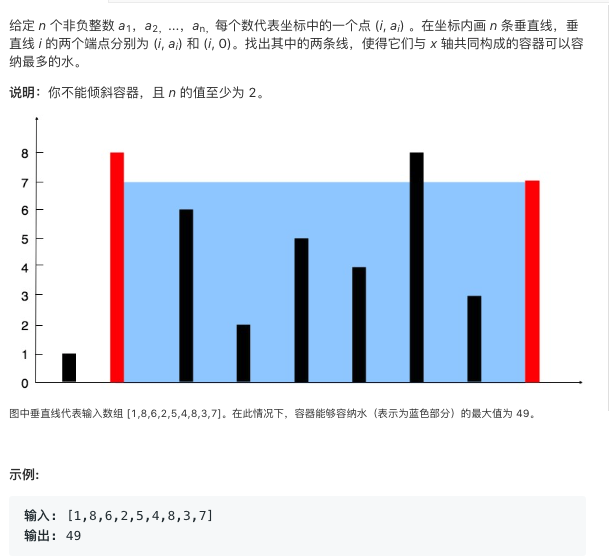 给定 n 个非负整数 a1，a2，...，an，每个数代表坐标中的一个点 (i, ai) 。在坐标内画 n 条垂直线，垂
直线 i 的两个端点分别为 (i, ai) 和 (i, 0)。找出其中的两条线，使得它们与 x 轴共同构成的容器可以容
纳最多的水。
说明：你不能倾斜容器，且 n 的值至少为 2。
8
7
6
5
4
3
2
1
0
图中垂直线代表输入数组 [1,8,6,2,5,4,8,3,7]。在此情况下，容器能够容纳水（表示为蓝色部分）的最大值为 49。
示例:
输入: [1,8,6,2,5,4,8,3,7]
输出: 49